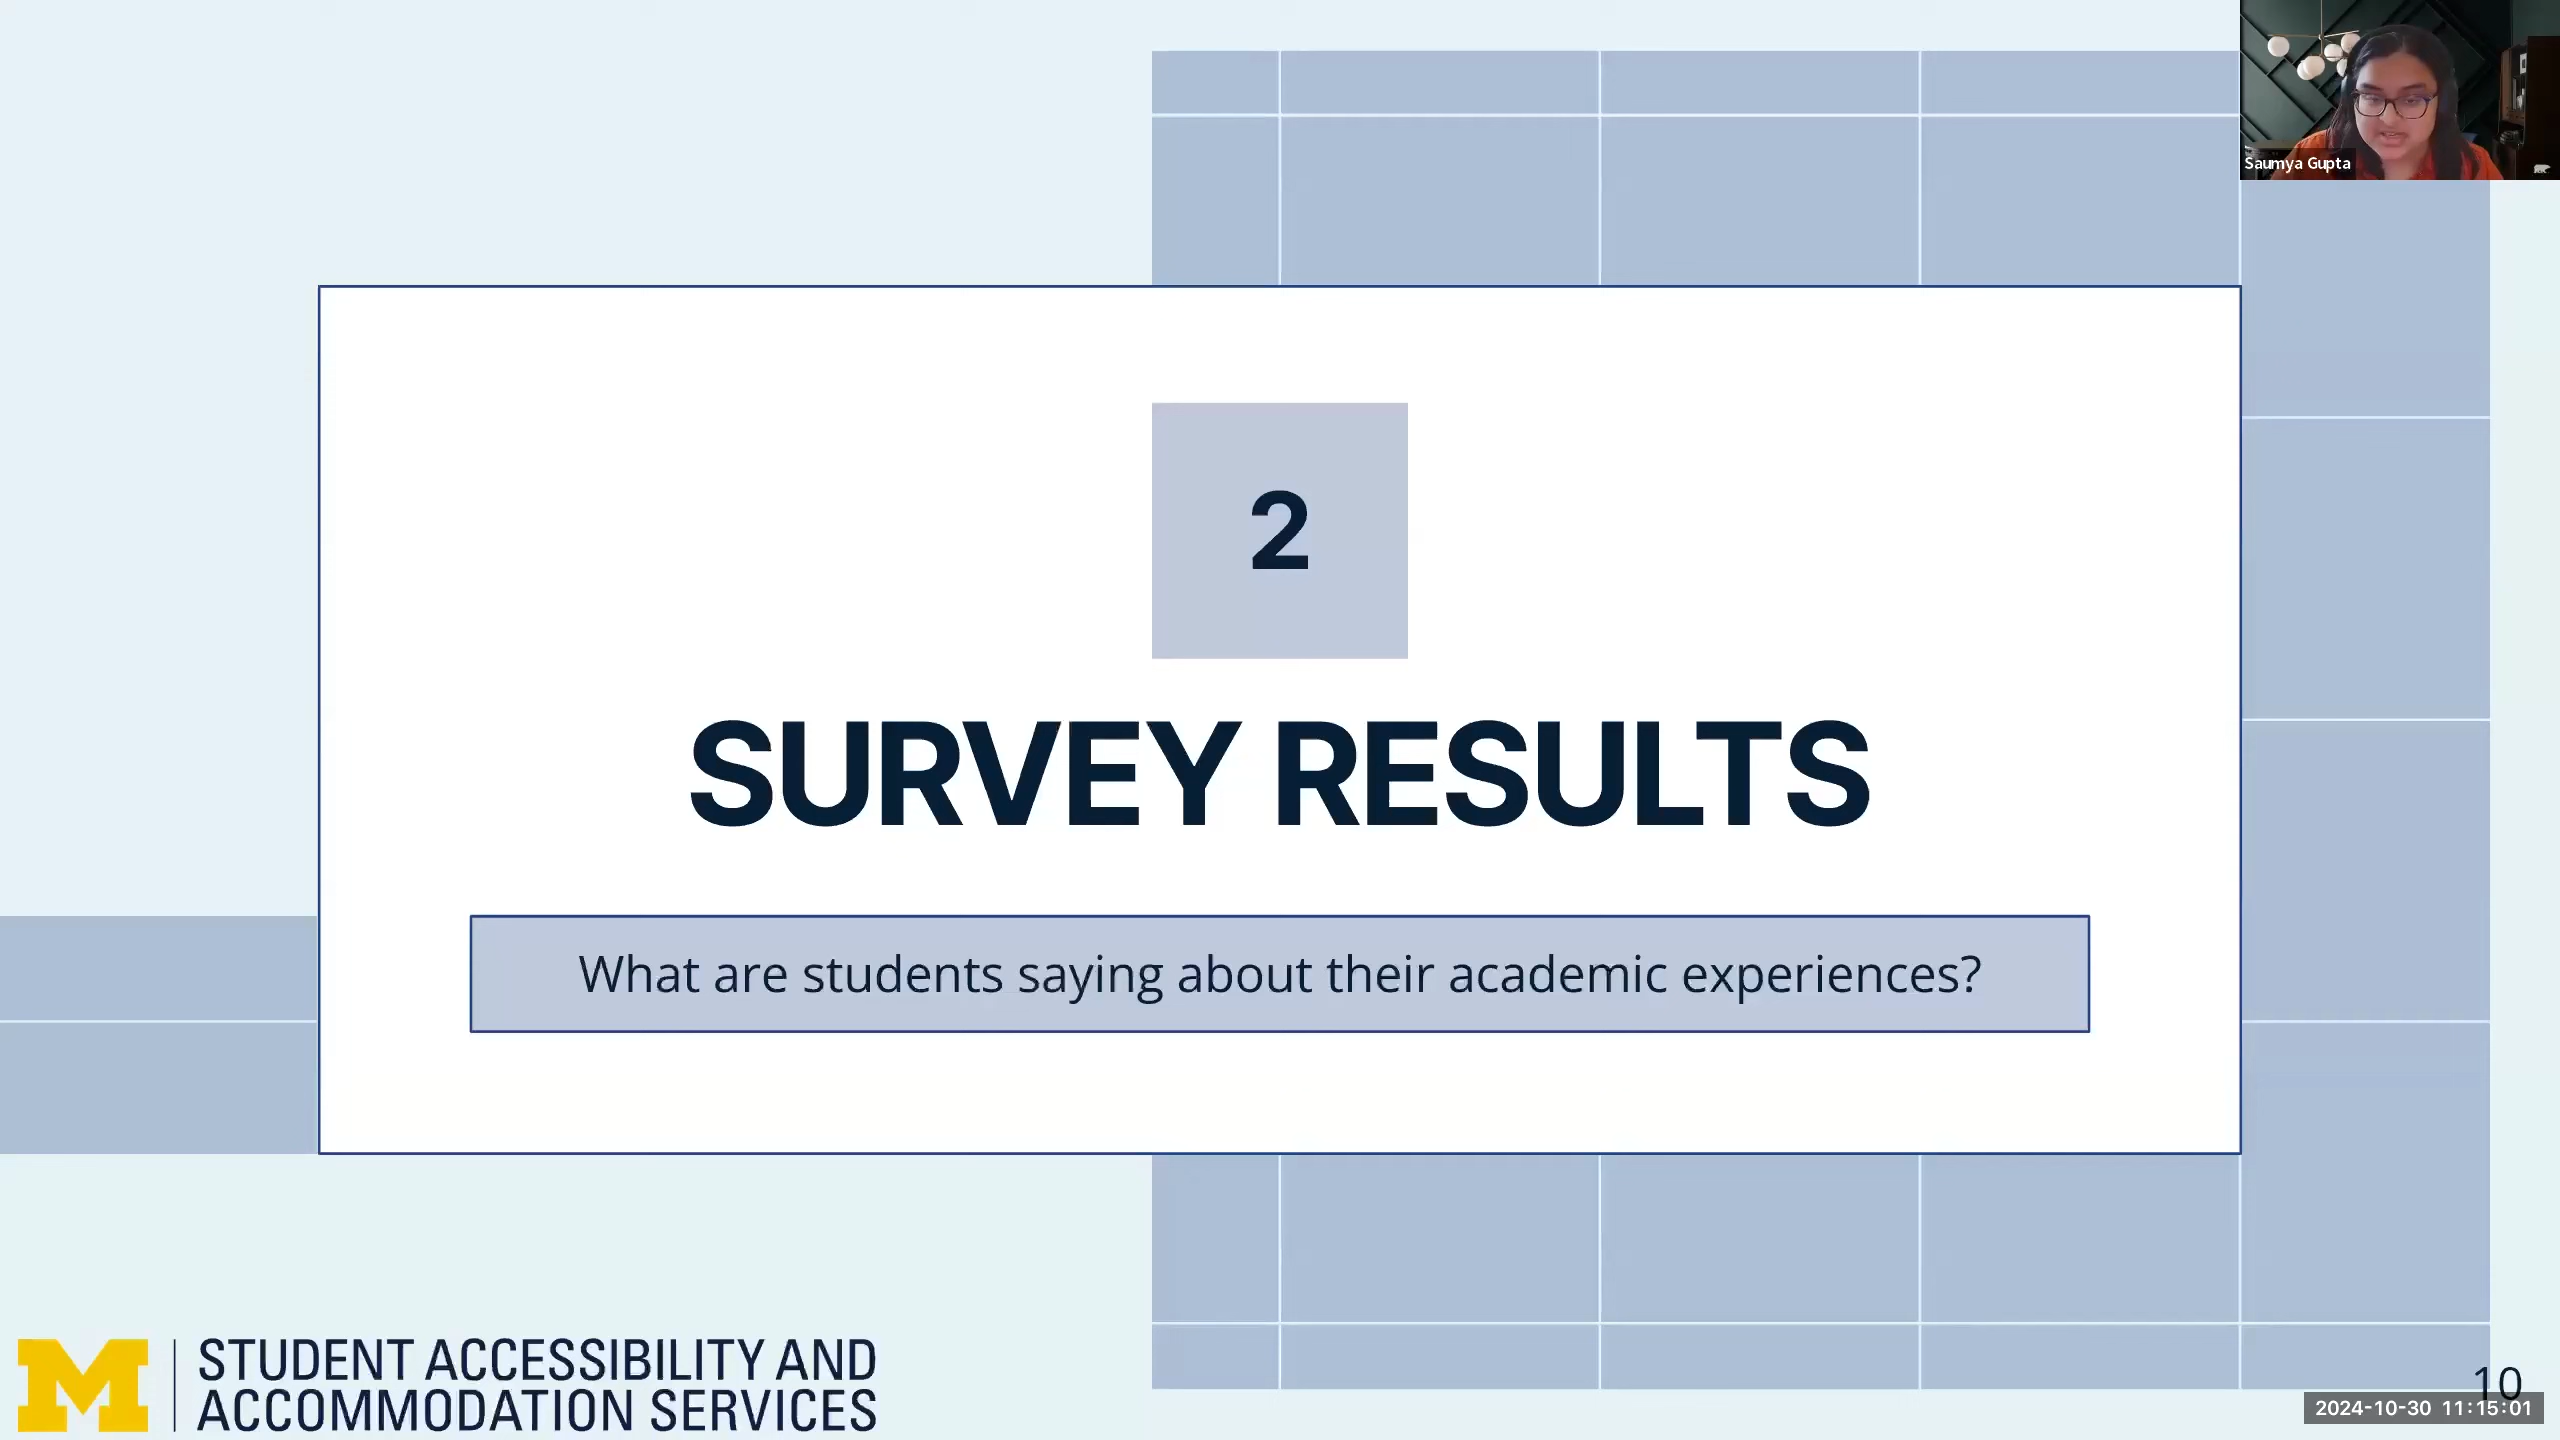 Saumya Gupta
2
SURVEY RESULTS
What are students saying about their academic experiences?
M
STUDENT ACCESSIBILITY AND
ACCOMMODATION SERVICES
10
2024-10-30 11:15:01